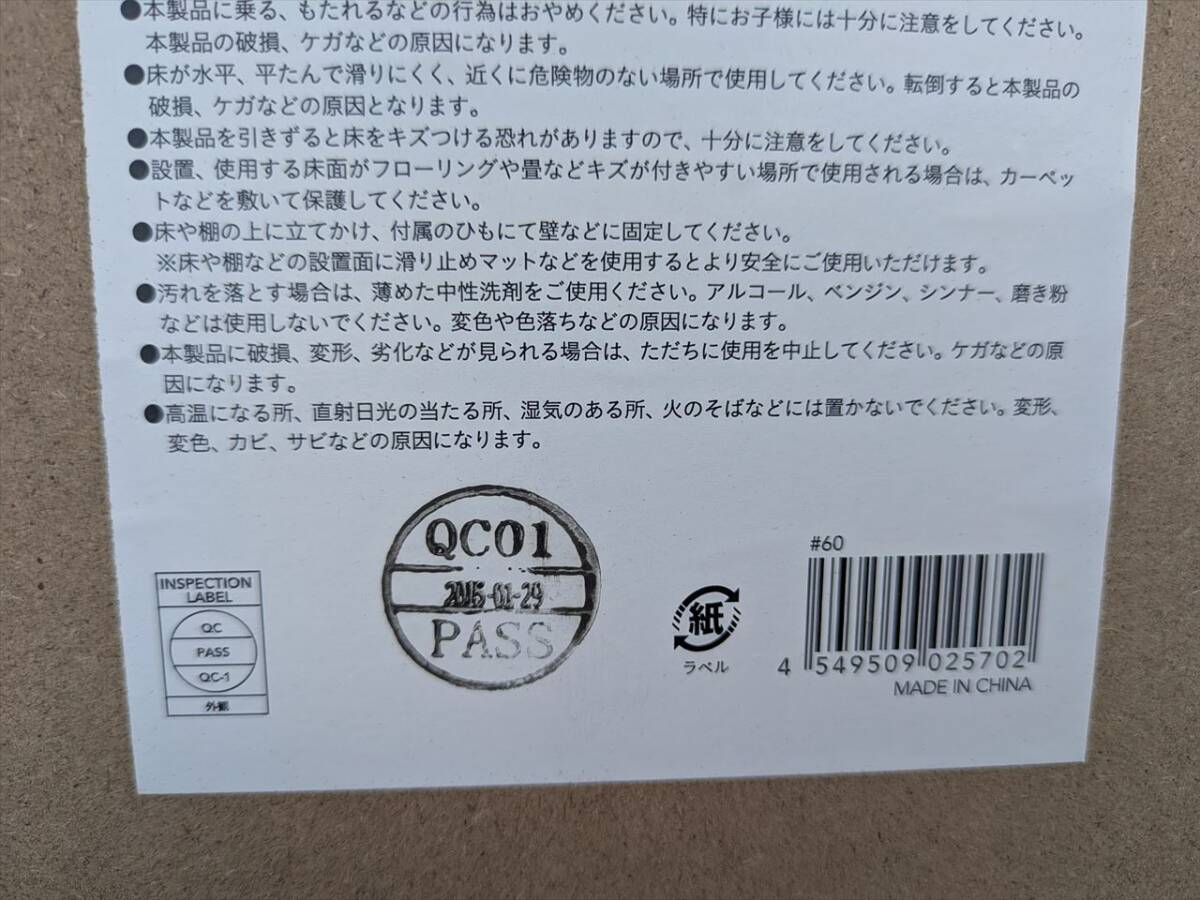 ●本製品に乗る、もたれるなどの行為はおやめください。特にお子様には十分に注意をしてください。
本製品の破損、ケガなどの原因になります。
●床が水平、平たんで滑りにくく、近くに危険物のない場所で使用してください。転倒すると本製品の
破損、ケガなどの原因となります。
●本製品を引きずると床をキズつける恐れがありますので、十分に注意をしてください。
●設置、使用する床面がフローリングや畳などキズが付きやすい場所で使用される場合は、カーペッ
トなどを敷いて保護してください。
●床や棚の上に立てかけ、付属のひもにて壁などに固定してください。
※床や棚などの設置面に滑り止めマットなどを使用するとより安全にご使用いただけます。
●汚れを落とす場合は、薄めた中性洗剤をご使用ください。アルコール、ベンジン、シンナー、磨き粉
などは使用しないでください。変色や色落ちなどの原因になります。
●本製品に破損、変形、劣化などが見られる場合は、ただちに使用を中止してください。ケガなどの原
因になります。
●高温になる所、直射日光の当たる所、湿気のある所、火のそばなどには置かないでください。変形、
変色、カビ、サビなどの原因になります。
QC01
PASS
INSPECTION
LABEL
QC
PASS
QC-1
外観
紙
ラベル
#60
4 549509 025702
MADE IN CHINA